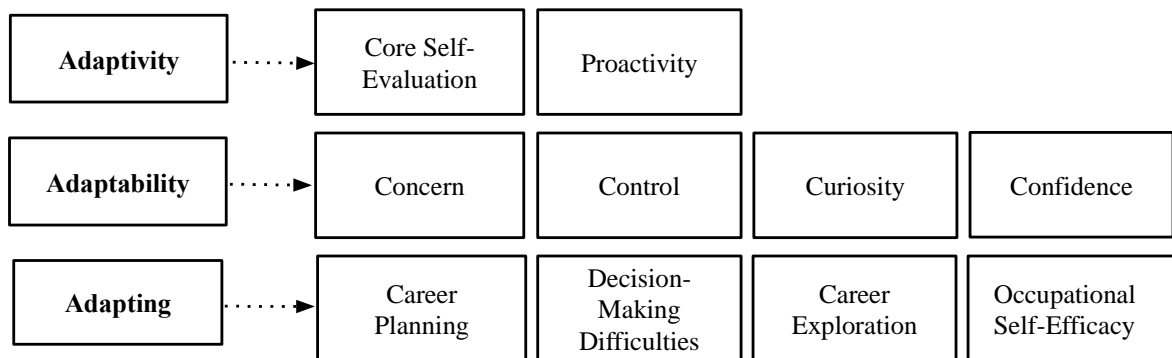 Adaptivity
Core Self-
Evaluation
Proactivity
Adaptability
Concern
Control
Curiosity
Confidence
Adapting
Career
Planning
Decision-
Making
Difficulties
Career
Exploration
Occupational
Self-Efficacy